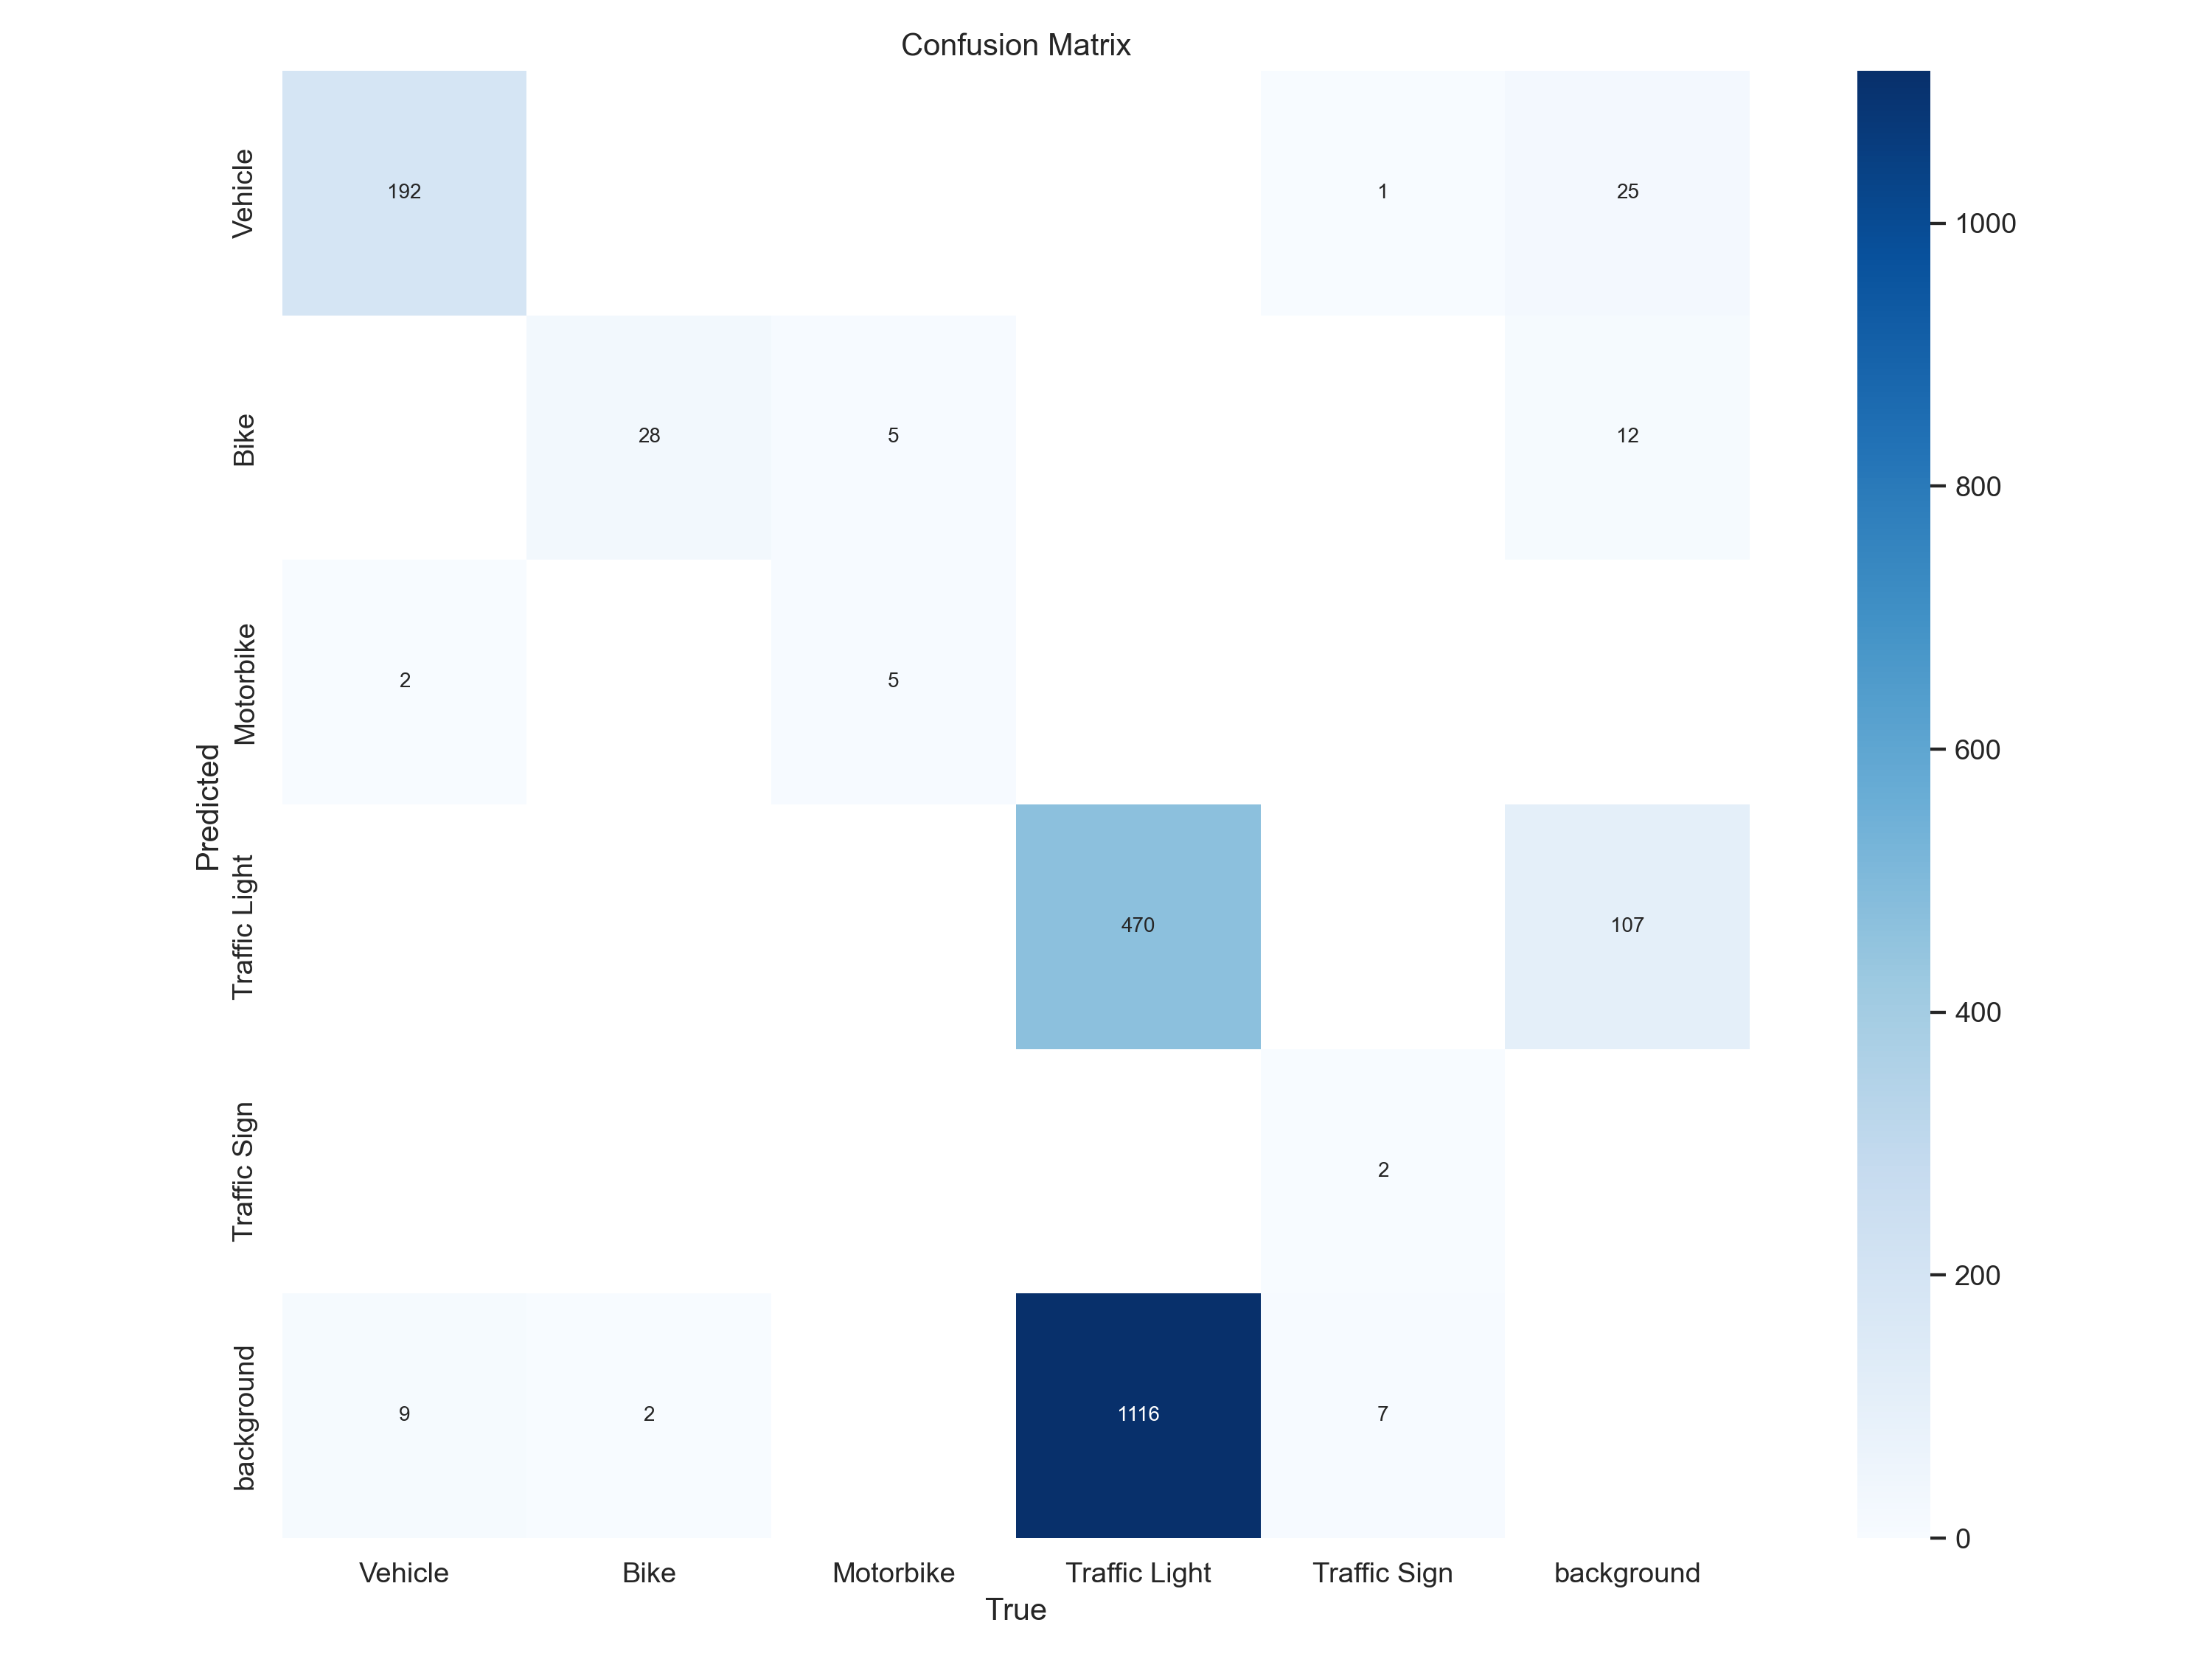 Confusion Matrix
Vehicle
192
1
25
1000
Bike
28
5
12
800
Motorbike
2
5
600
Predicted
Traffic Light
470
107
400
Traffic Sign
2
200
background
9
2
1116
7
0
Vehicle
Bike
Motorbike
Traffic Light
Traffic Sign
background
True